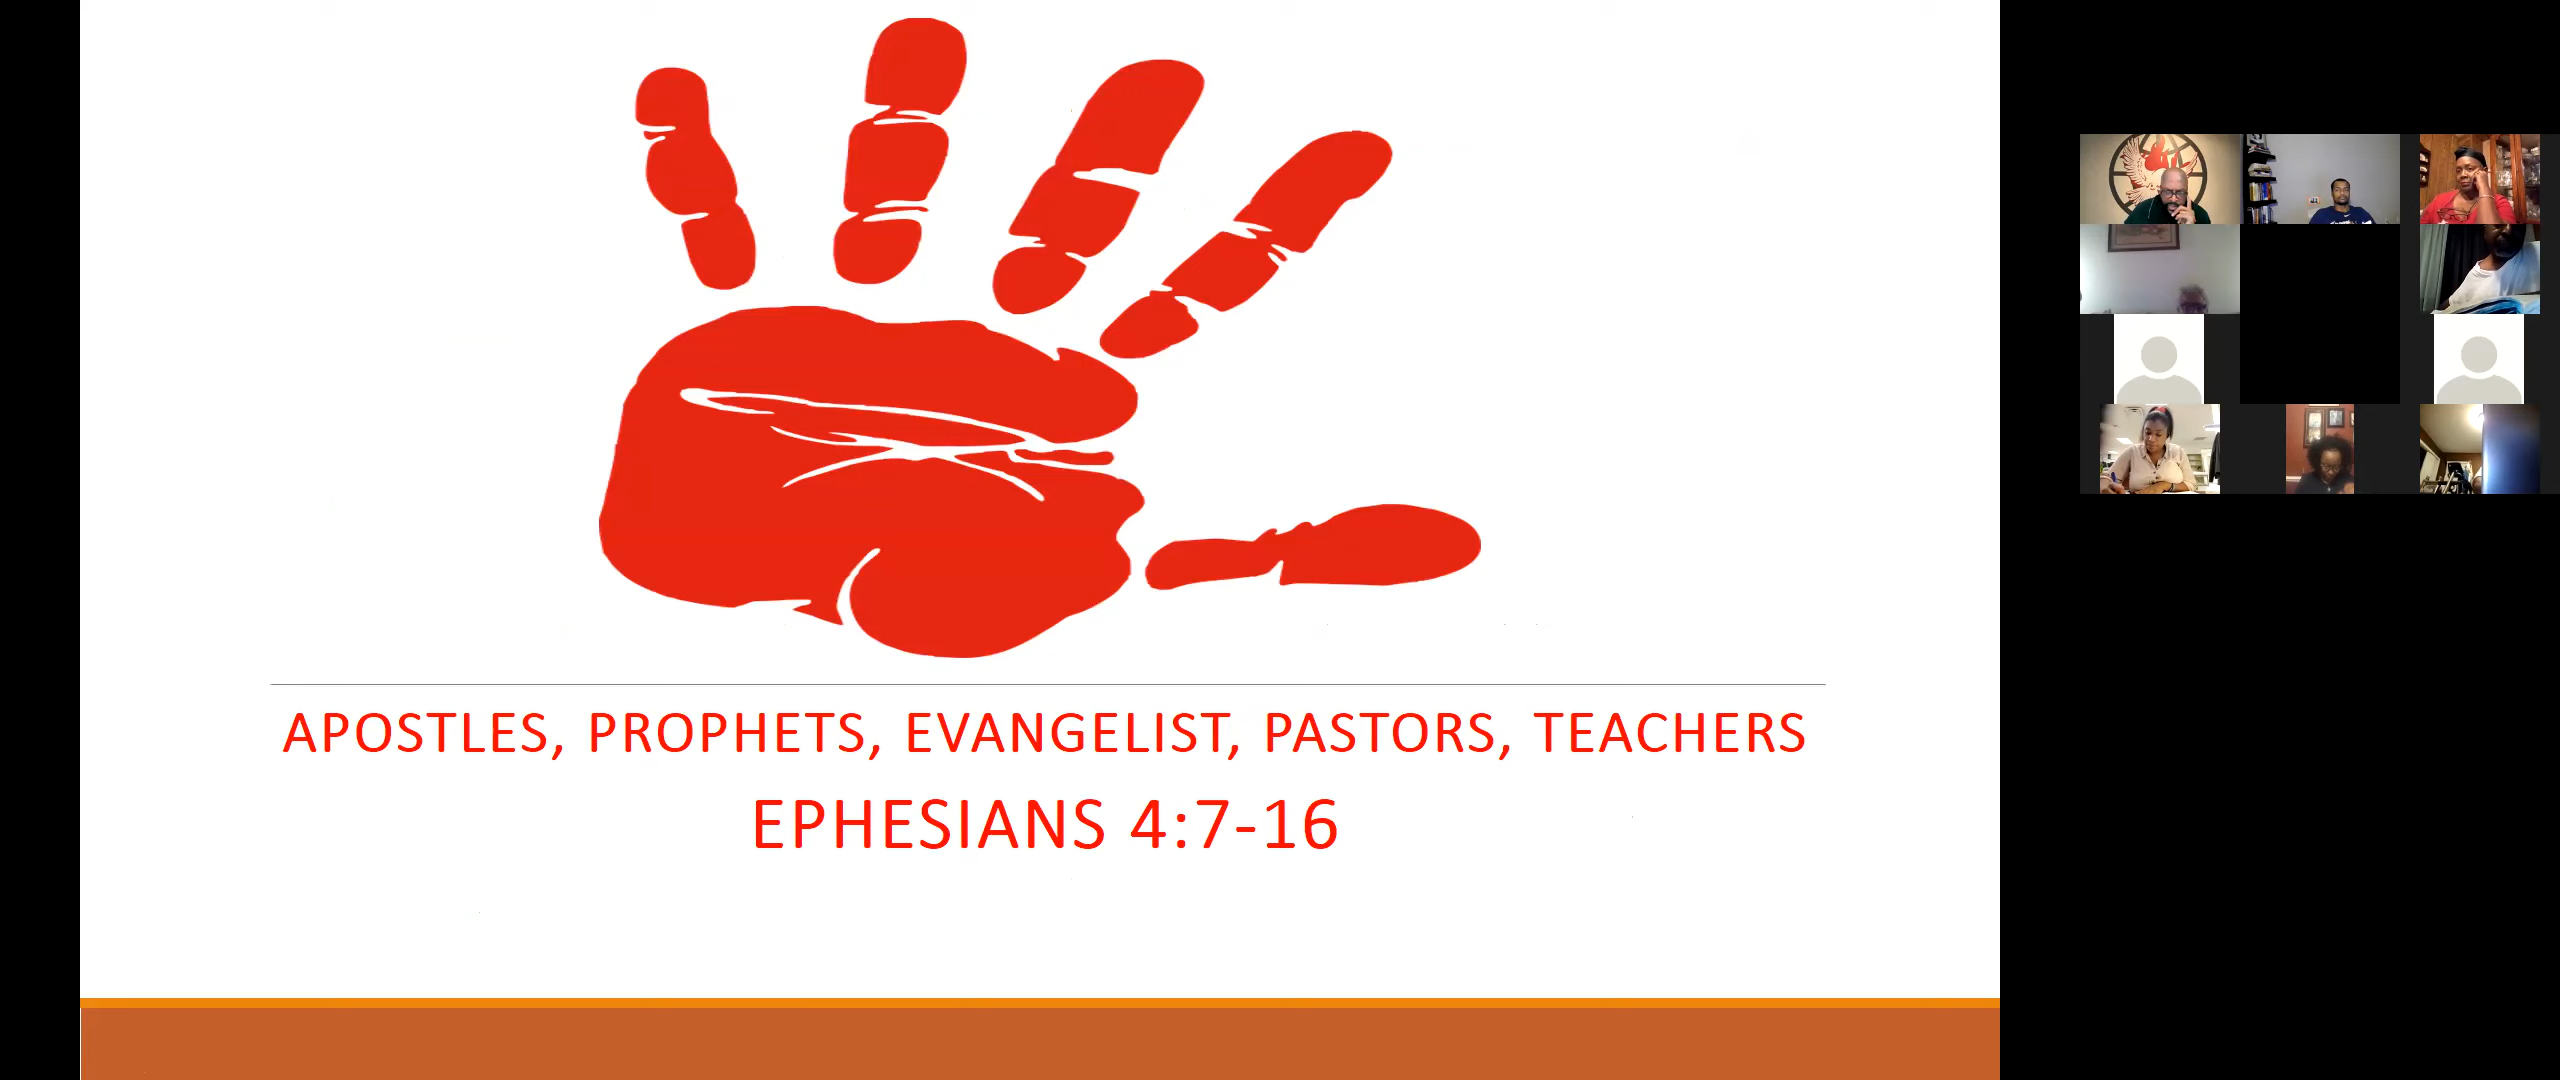 APOSTLES, PROPHETS, EVANGELIST, PASTORS, TEACHERS
EPHESIANS 4:7-16